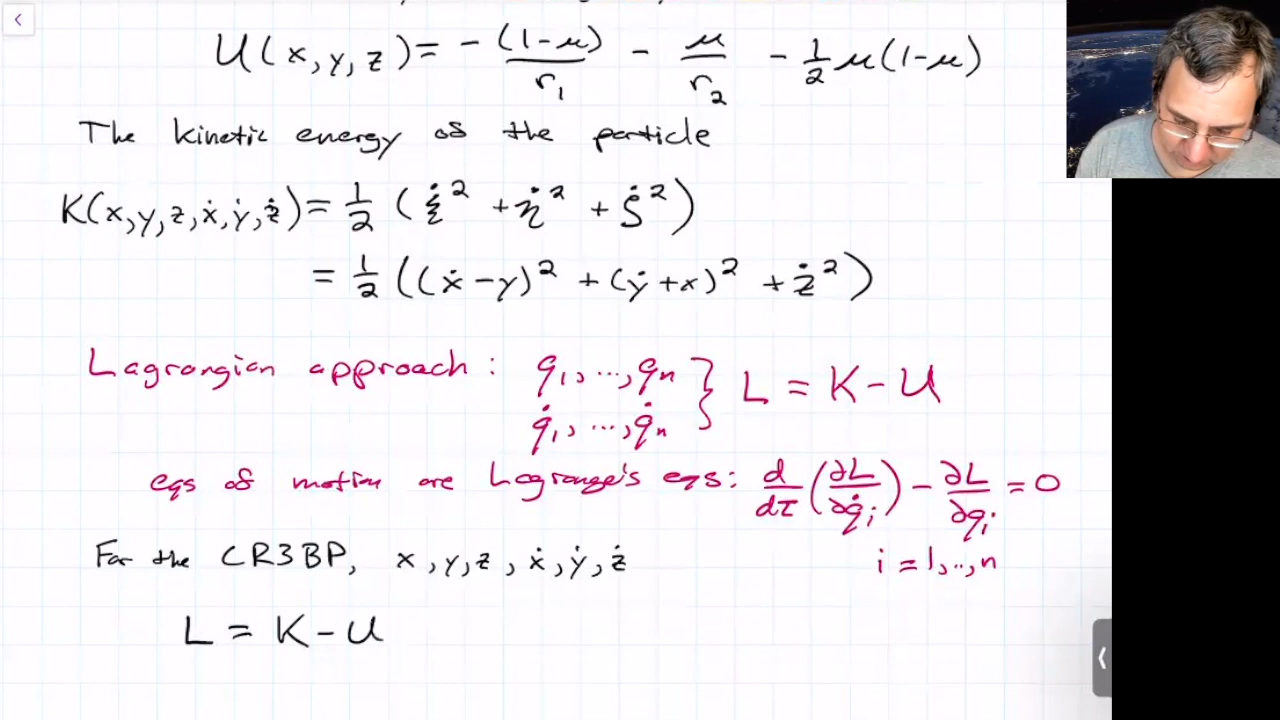 U(x,y,z) = - (1-μ)/r₁ - μ/r₂ - ½μ(1-μ)
The kinetic energy of the particle
K(x,y,z,ẋ,ẏ,ż) = ½(ξ̇² + η̇² + ζ̇²)
= ½((ẋ-y)² + (ẏ+x)² + ż²)
Lagrangian approach: q₁,...,qₙ } L = K-U
q̇₁,...,q̇ₙ
eqs of motion are Lagrange's eqs: d/dτ(∂L/∂q̇ᵢ) - ∂L/∂qᵢ = 0
For the CR3BP, x,y,z,ẋ,ẏ,ż
i = 1,..,n
L = K-U